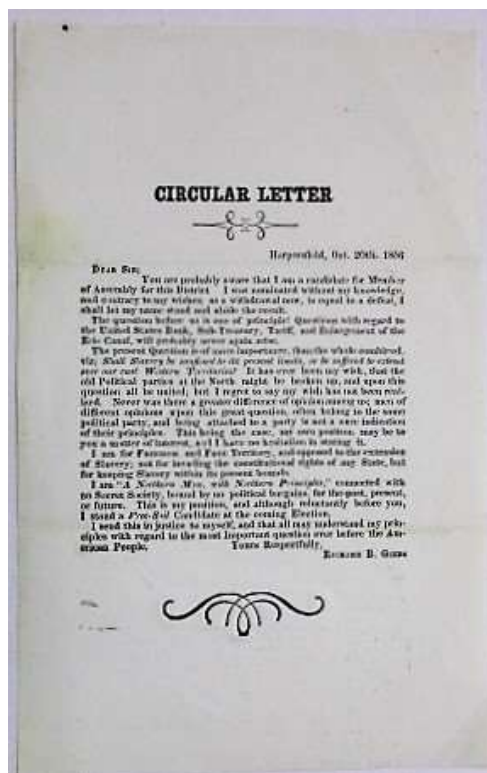 CIRCULAR LETTER
Harpersfield, Oct. 20th. 1856
DEAR SIR;
You are probably aware that I am a candidate for Member
of Assembly for this District I was nominated without my knowledge,
and contrary to my wishes, as a withdrawal now, is equal to a defeat, I
shall let my name stand and abide the result.
The question before us is one of principle! Questions with regard to
the United States Bank, Sub-Treasury, Tariff, and Enlargement of the
Erie Canal, will probably never again arise.
The present Question is of more importance, than the whole combined,
viz; Shall Slavery be confined to its present limits, or be suffered to extend
over our vast Western Territories? It has ever been my wish, that the
old Political parties at the North might be broken up, and upon this
question all be united; but I regret to say my wish has not been real-
ized. Never was there a greater difference of opinion among us; men of
different opinions upon this great question, often belong to the same
political party, and being attached to a party is not a sure indication
of their principles. This being the case, my own position may be to
you a matter of interest, and I have no hesitation in stating it.
I am for Freemen and Free Territory, and opposed to the extension
of Slavery; not for invading the constitutional rights of any State, but
for keeping Slavery within its present bounds.
I am "A Northern Man, with Northern Principles," connected with
no Secret Society, bound by no political bargains, for the past, present,
or future. This is my position, and although reluctantly before you,
I stand a Free-Soil Candidate at the coming Election.
I send this in justice to myself, and that all may understand my prin-
ciples with regard to the most important question ever before the Am-
erican People. Yours Respectfully,
RICHARD B. GIBBS